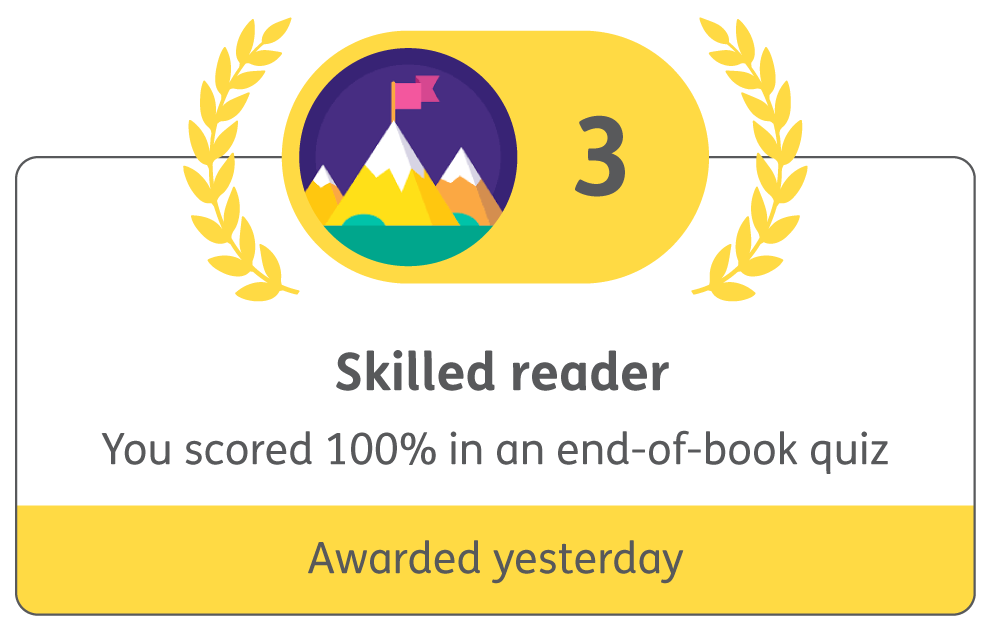 3
Skilled reader
You scored 100% in an end-of-book quiz
Awarded yesterday